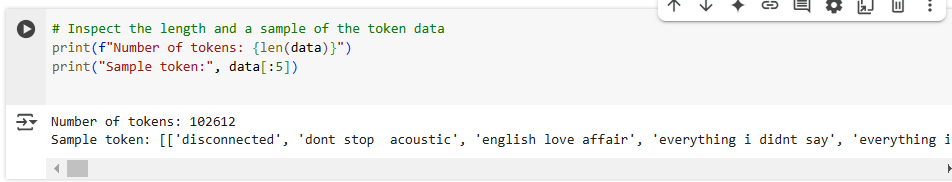 # Inspect the length and a sample of the token data
print(f"Number of tokens: {len(data)}")
print("Sample token:", data[:5])
Number of tokens: 102612
Sample token: [['disconnected', 'dont stop  acoustic', 'english love affair', 'everything i didnt say', 'everything i